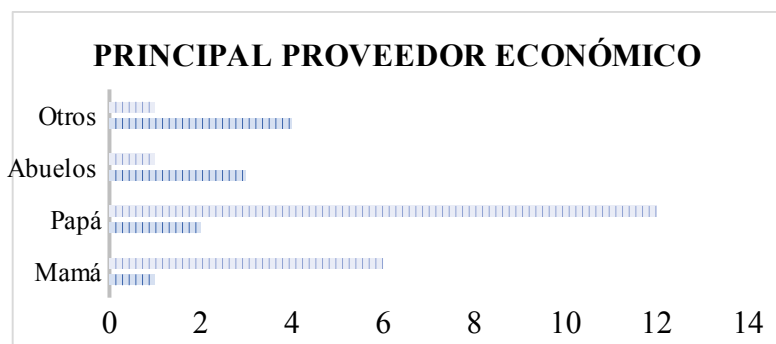 PRINCIPAL PROVEEDOR ECONÓMICO
Otros
Abuelos
Papá
Mamá
0 2 4 6 8 10 12 14